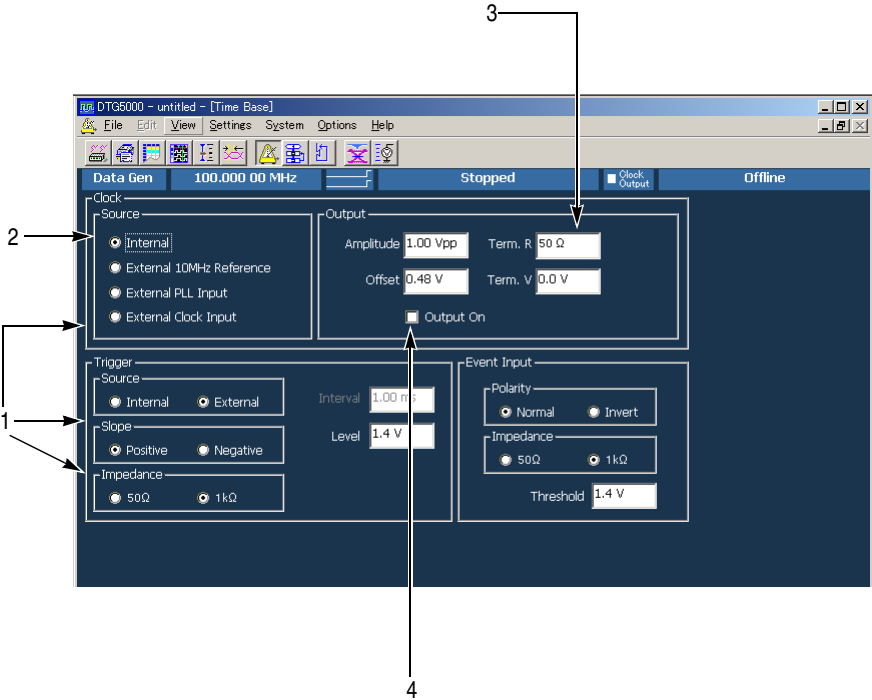 3
DTG5000 - untitled - [Time Base]
File Edit View Settings System Options Help
Data Gen 100.000 00 MHz Stopped Clock Output Offline
Clock
Source
Internal
External 10MHz Reference
External PLL Input
External Clock Input
Output
Amplitude 1.00 Vpp Term. R 50 Ω
Offset 0.48 V Term. V 0.0 V
Output On
2
1
Trigger
Source
Internal External
Slope
Positive Negative
Impedance
50Ω 1kΩ
Interval 1.00 ms
Level 1.4 V
Event Input
Polarity
Normal Invert
Impedance
50Ω 1kΩ
Threshold 1.4 V
4